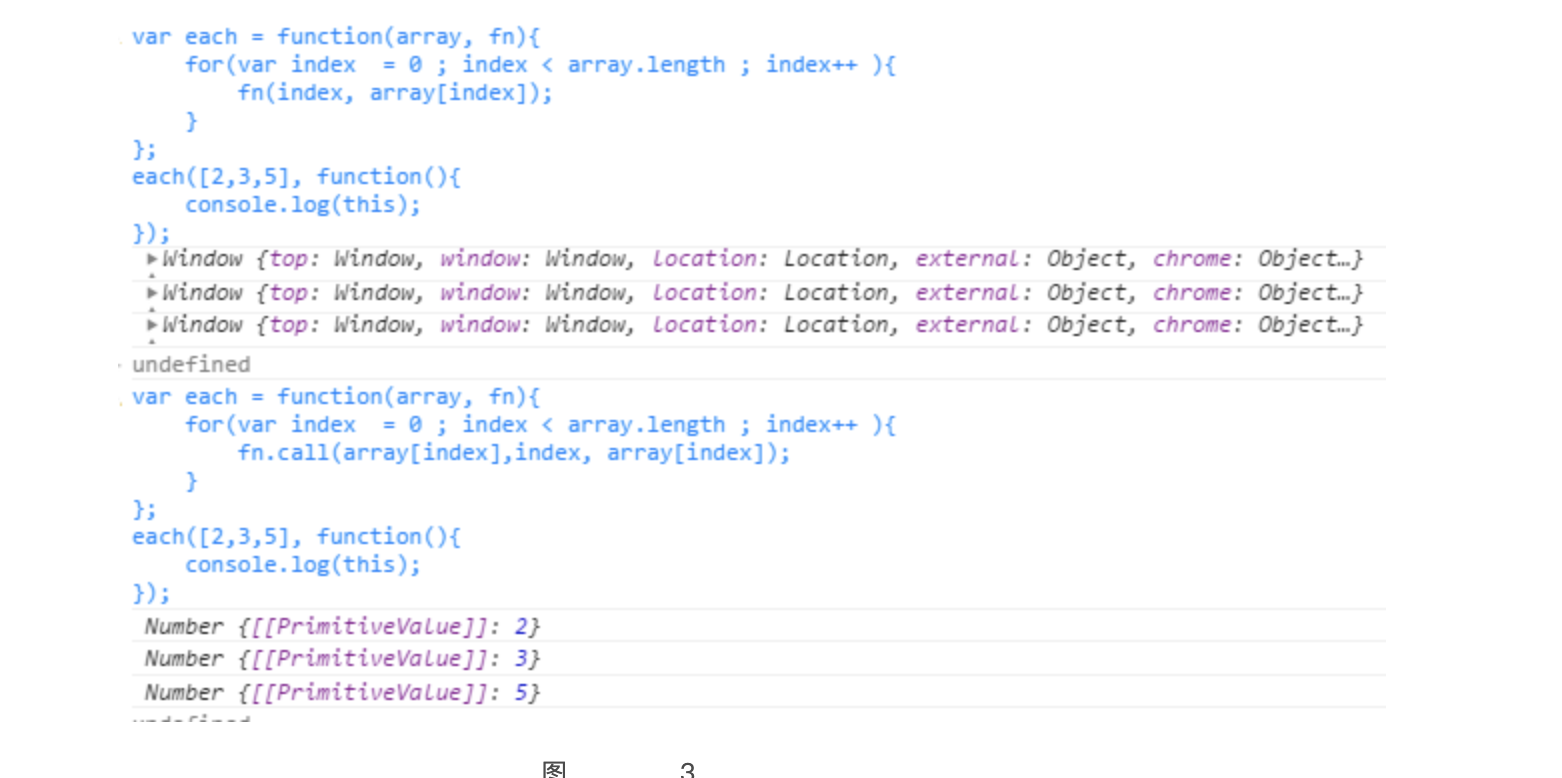 var each = function(array, fn){
    for(var index  = 0 ; index < array.length ; index++ ){
        fn(index, array[index]);
    }
};
each([2,3,5], function(){
    console.log(this);
});
▶Window {top: Window, window: Window, location: Location, external: Object, chrome: Object…}
▶Window {top: Window, window: Window, location: Location, external: Object, chrome: Object…}
▶Window {top: Window, window: Window, location: Location, external: Object, chrome: Object…}
undefined
var each = function(array, fn){
    for(var index  = 0 ; index < array.length ; index++ ){
        fn.call(array[index],index, array[index]);
    }
};
each([2,3,5], function(){
    console.log(this);
});
Number {[[PrimitiveValue]]: 2}
Number {[[PrimitiveValue]]: 3}
Number {[[PrimitiveValue]]: 5}
undefined
图 3